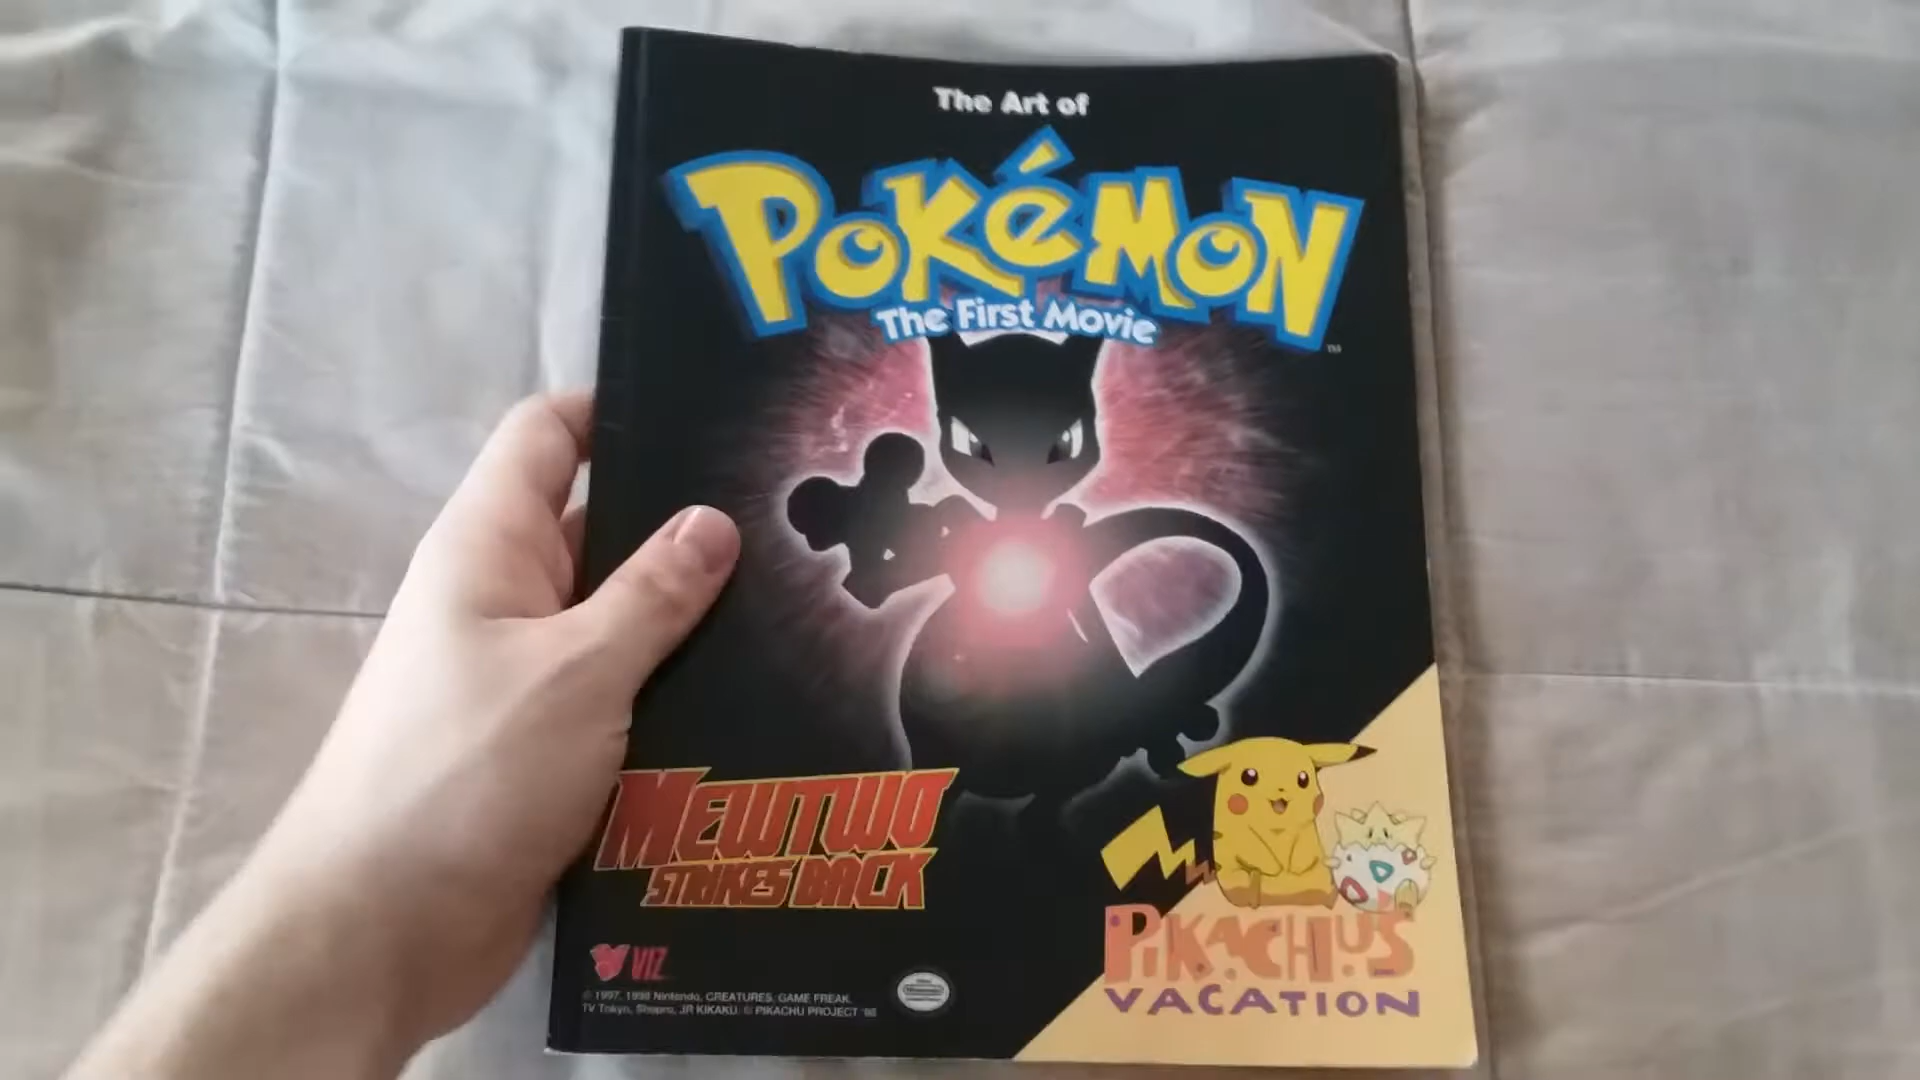 The Art of
POKéMON
The First Movie
TM
MEWTWO
STRIKES BACK
PIKACHU'S
VACATION
VIZ
© 1997, 1998 Nintendo, CREATURES, GAME FREAK,
TV Tokyo, Shopro, JR KIKAKU. © PIKACHU PROJECT '98